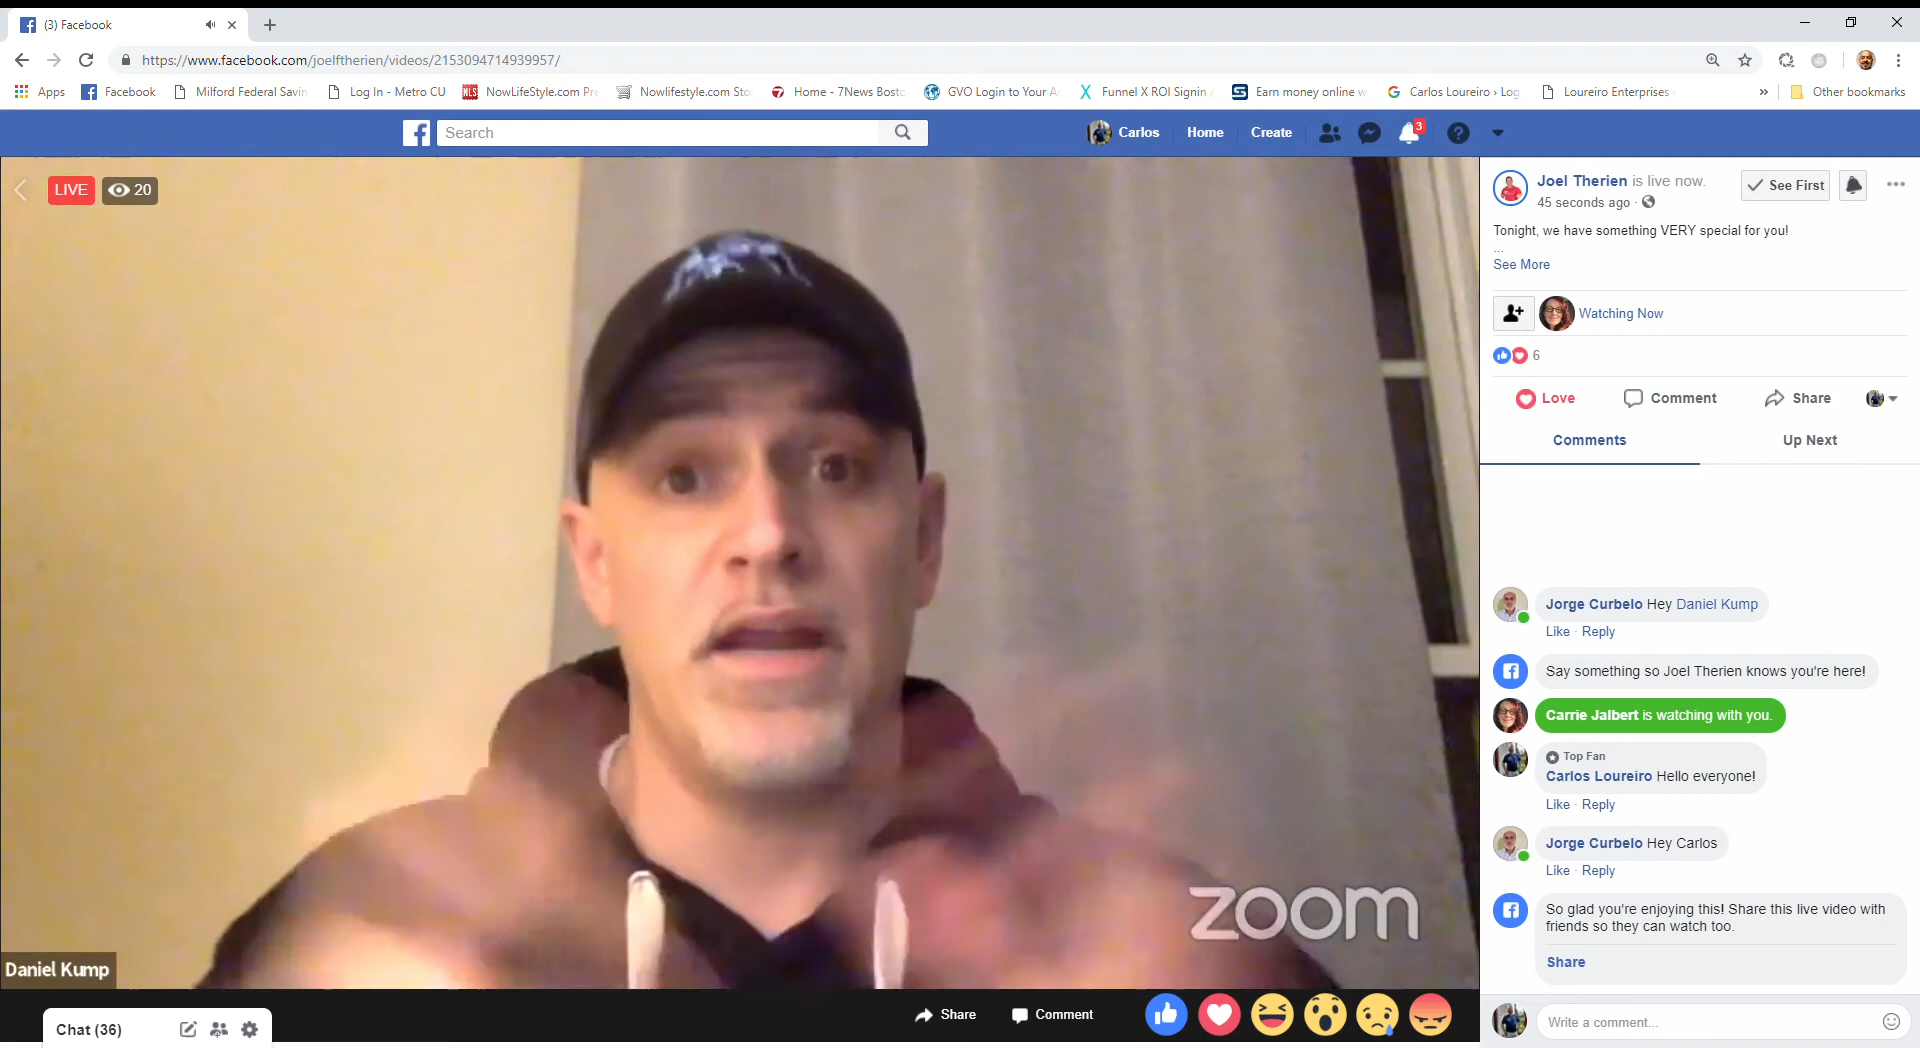 (3) Facebook
https://www.facebook.com/joelftherien/videos/2153094714939957/
Apps
Facebook
Milford Federal Savin
Log In - Metro CU
NLS
NowLifeStyle.com Pre
Nowlifestyle.com Sto
Home - 7News Bosto
GVO Login to Your A
Funnel X ROI Signin
Earn money online w
Carlos Loureiro › Log
Loureiro Enterprises
» Other bookmarks
Search
Carlos
Home
Create
3
LIVE
20
Joel Therien is live now.
45 seconds ago ·
See First
Tonight, we have something VERY special for you!
...
See More
Watching Now
6
Love
Comment
Share
Comments
Up Next
Jorge Curbelo Hey Daniel Kump
Like · Reply
Say something so Joel Therien knows you're here!
Carrie Jalbert is watching with you.
Top Fan
Carlos Loureiro Hello everyone!
Like · Reply
Jorge Curbelo Hey Carlos
Like · Reply
So glad you're enjoying this! Share this live video with
friends so they can watch too.
Share
Write a comment...
zoom
Daniel Kump
Share
Comment
Chat (36)